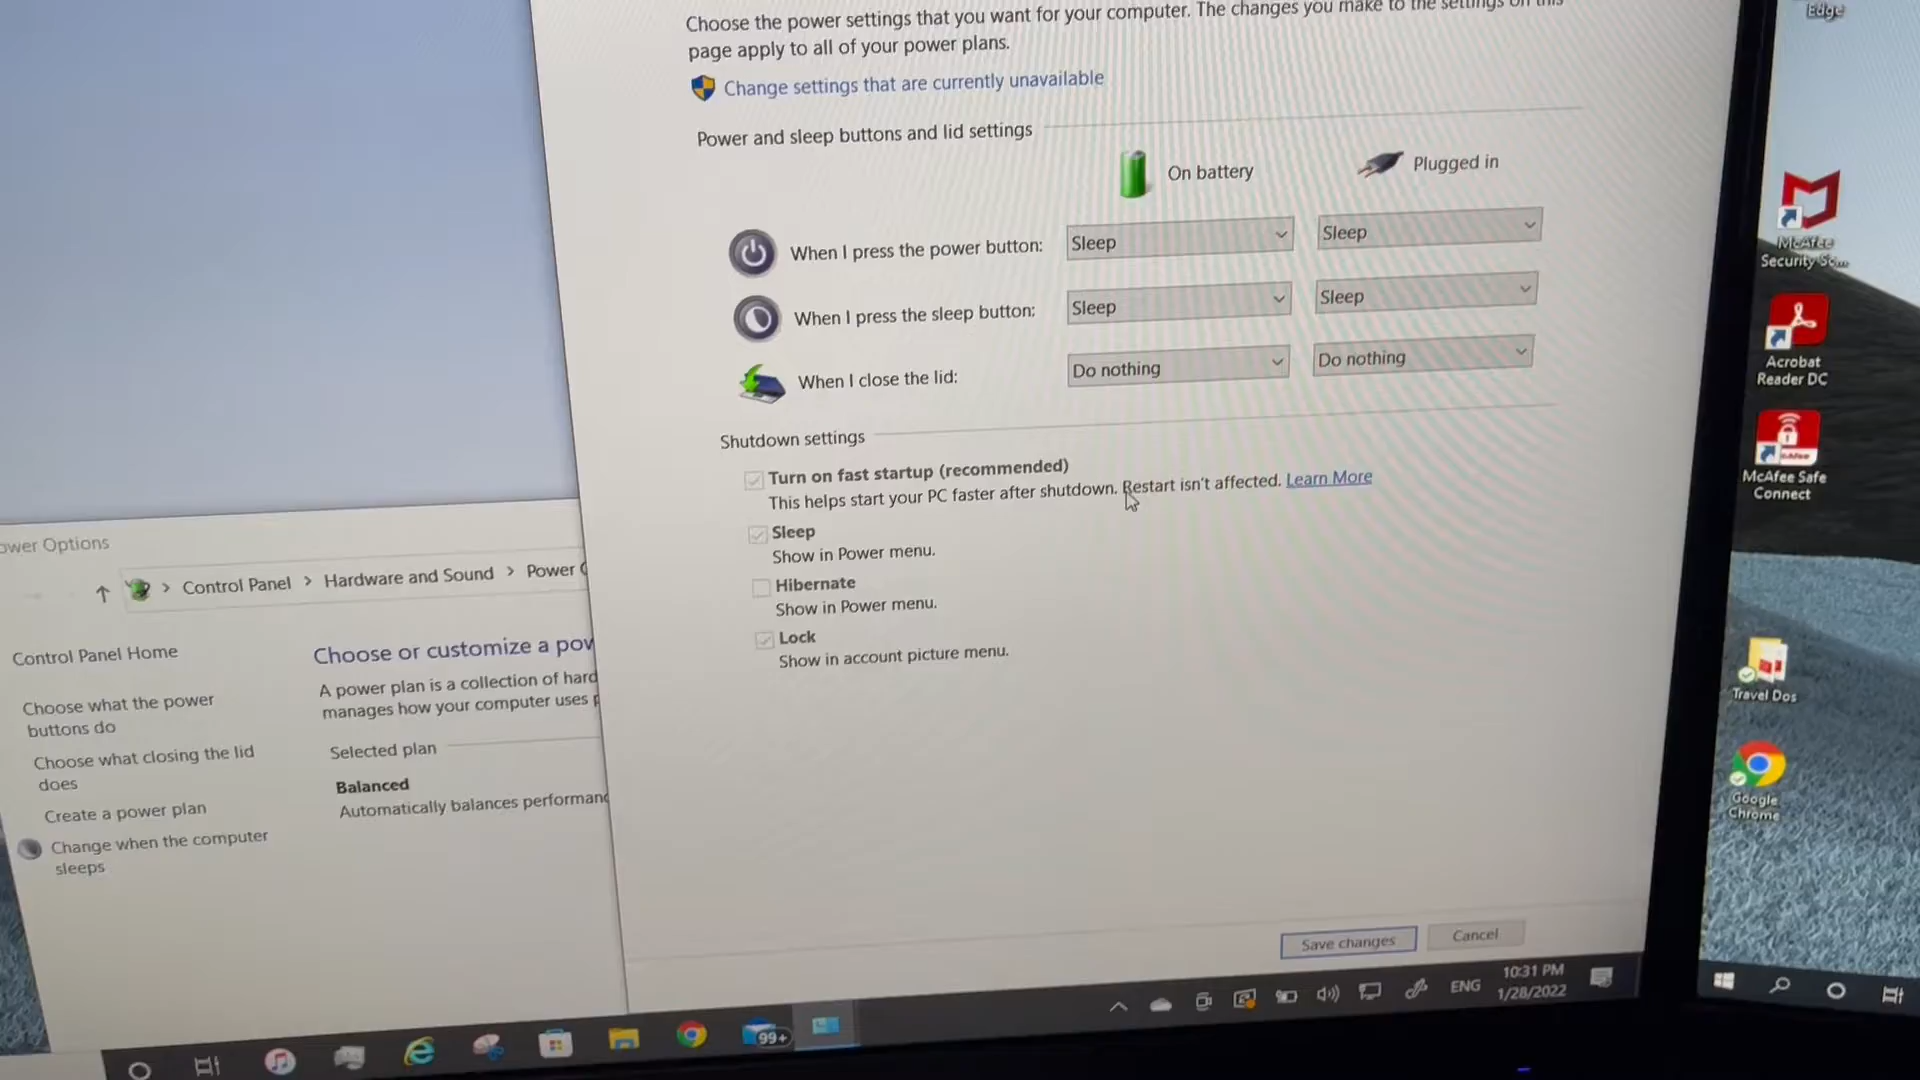 Choose the power settings that you want for your computer. The changes you make to the settings on this
page apply to all of your power plans.
Change settings that are currently unavailable
Power and sleep buttons and lid settings
On battery
Plugged in
When I press the power button:
Sleep
Sleep
When I press the sleep button:
Sleep
Sleep
When I close the lid:
Do nothing
Do nothing
Shutdown settings
Turn on fast startup (recommended)
This helps start your PC faster after shutdown. Restart isn't affected. Learn More
Sleep
Show in Power menu.
Hibernate
Show in Power menu.
Lock
Show in account picture menu.
Save changes
Cancel
Options
> Control Panel > Hardware and Sound > Power
Control Panel Home
Choose what the power
buttons do
Choose what closing the lid
does
Create a power plan
Change when the computer
sleeps
Choose or customize a
A power plan is a collection of
manages how your computer uses
Selected plan
Balanced
Automatically balances
99+
ENG
10:31 PM
1/28/2022
Edge
McAfee
Security
Acrobat
Reader DC
McAfee Safe
Connect
Travel Dos
Google
Chrome